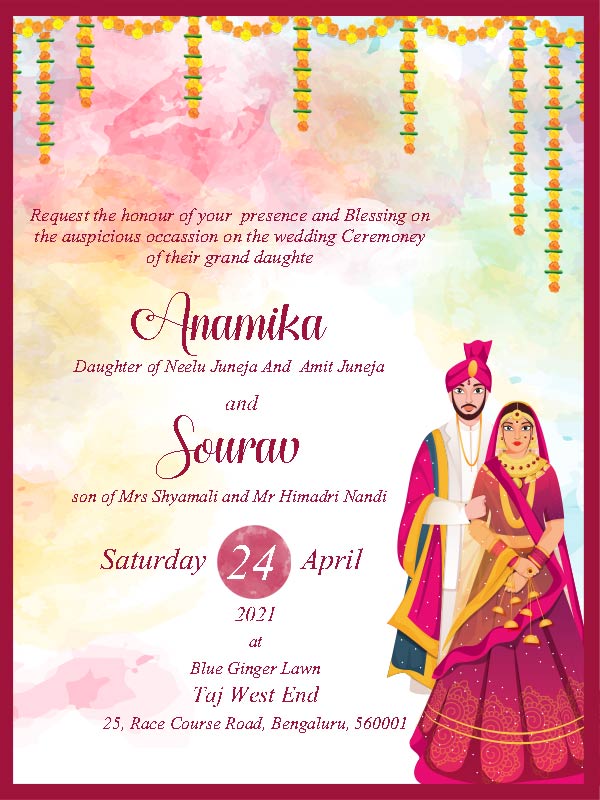 Request the honour of your presence and Blessing on
the auspicious occassion on the wedding Ceremoney
of their grand daughte
Anamika
Daughter of Neelu Juneja And Amit Juneja
and
Sourav
son of Mrs Shyamali and Mr Himadri Nandi
Saturday 24 April
2021
at
Blue Ginger Lawn
Taj West End
25, Race Course Road, Bengaluru, 560001